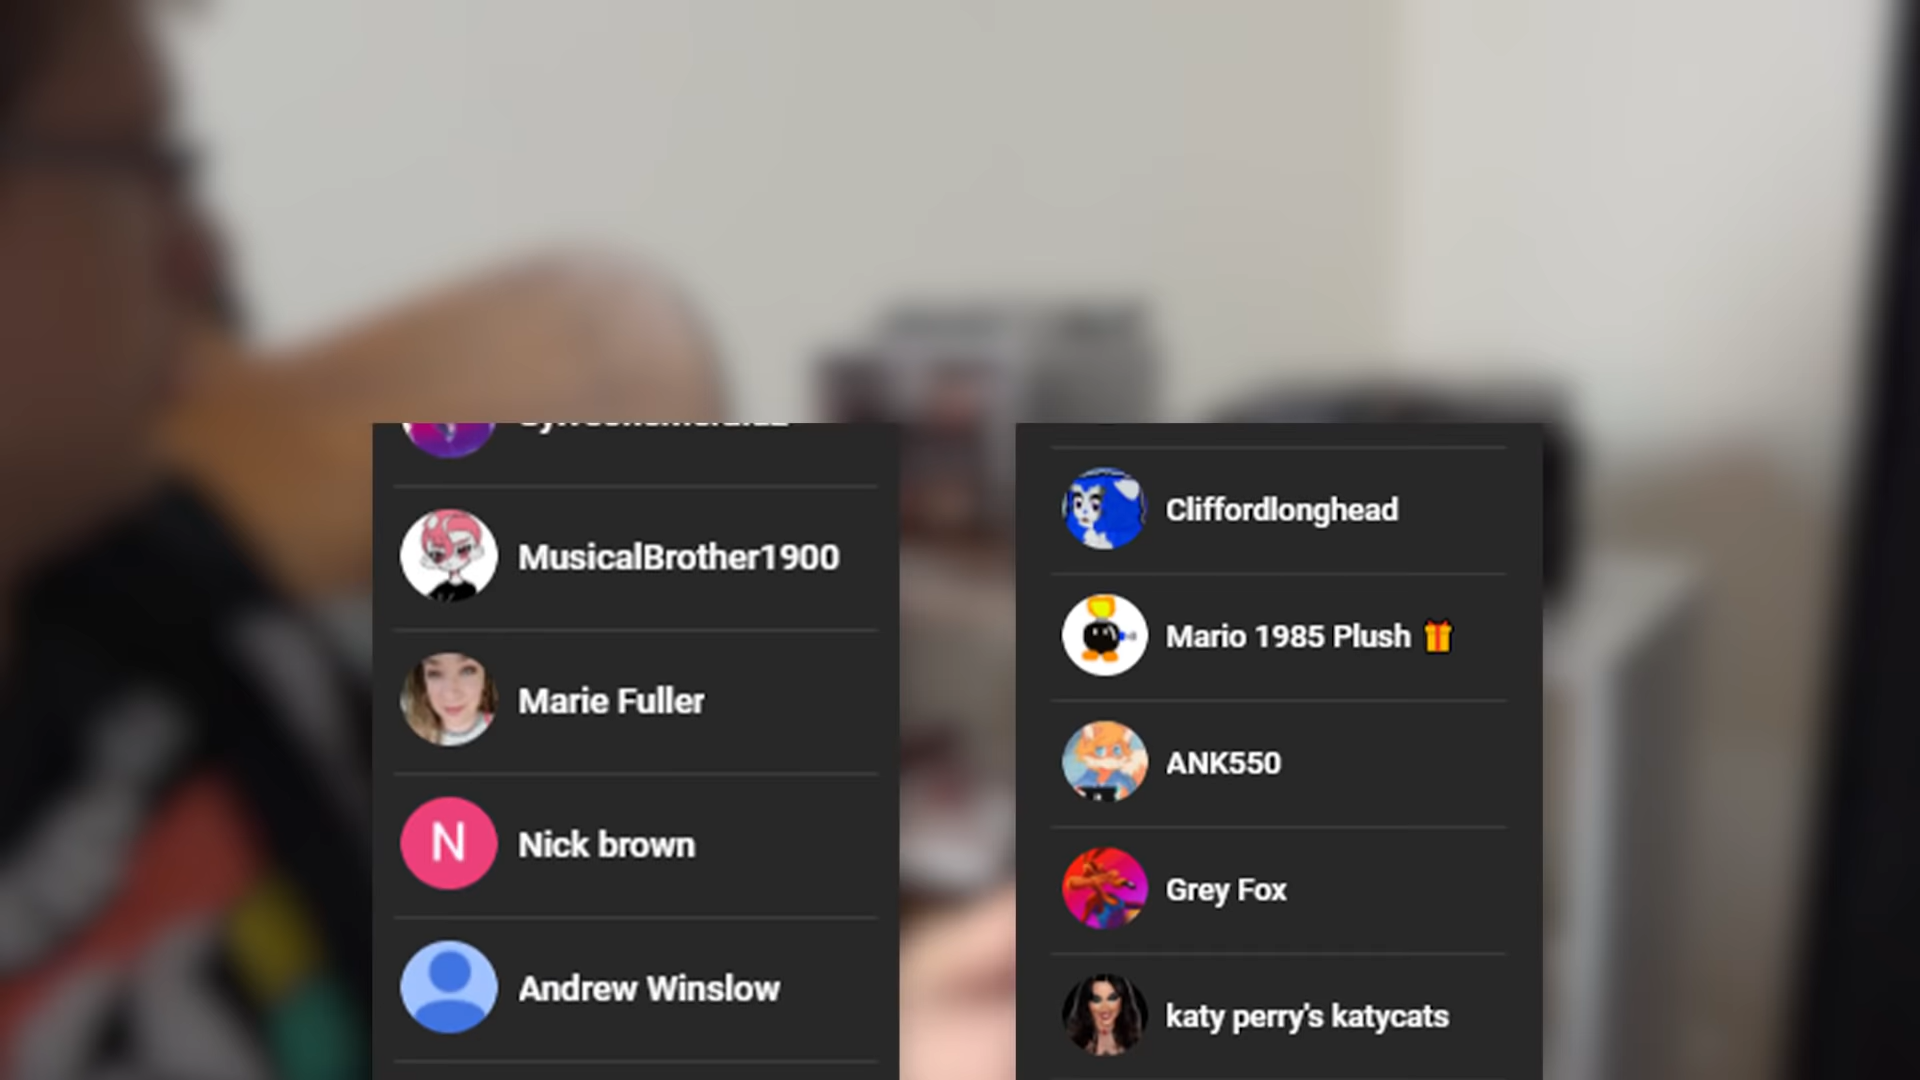 MusicalBrother1900
Marie Fuller
N
Nick brown
Andrew Winslow
Cliffordlonghead
Mario 1985 Plush 🎁
ANK550
Grey Fox
katy perry's katycats